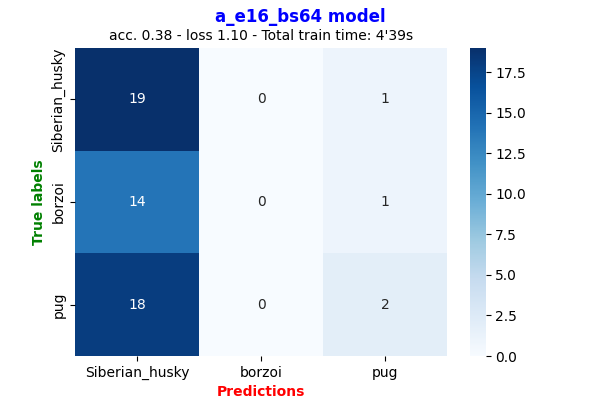 a_e16_bs64 model
acc. 0.38 - loss 1.10 - Total train time: 4'39s
True labels
Siberian_husky
19 0 1
borzoi
14 0 1
pug
18 0 2
Siberian_husky borzoi pug
Predictions
17.5
15.0
12.5
10.0
7.5
5.0
2.5
0.0